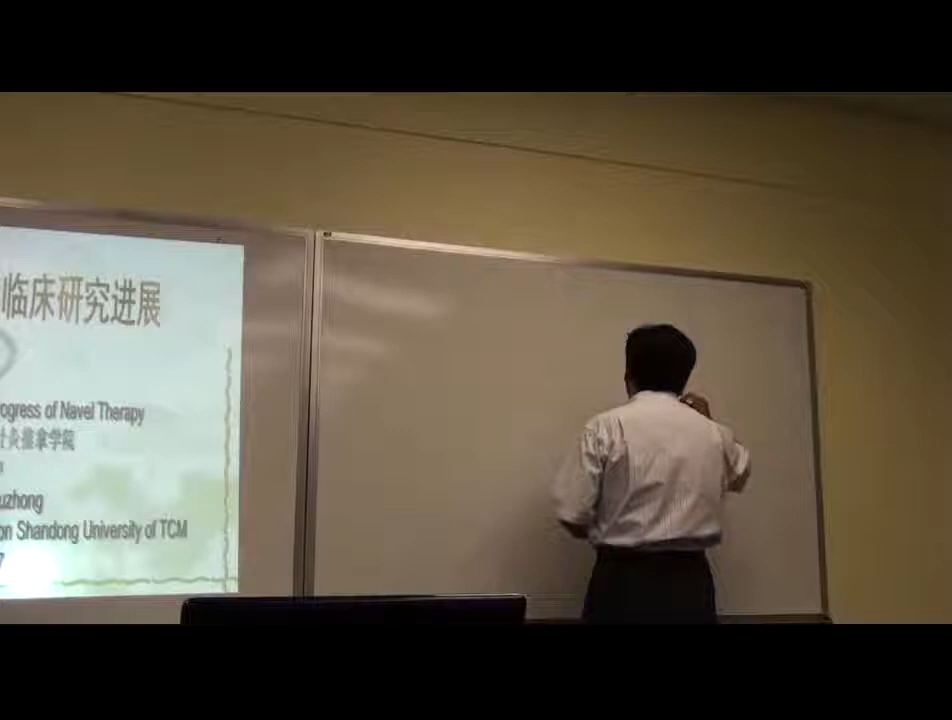 临床研究进展
ogress of Navel Therapy
针灸推拿学院
uzhong
on Shandong University of TCM